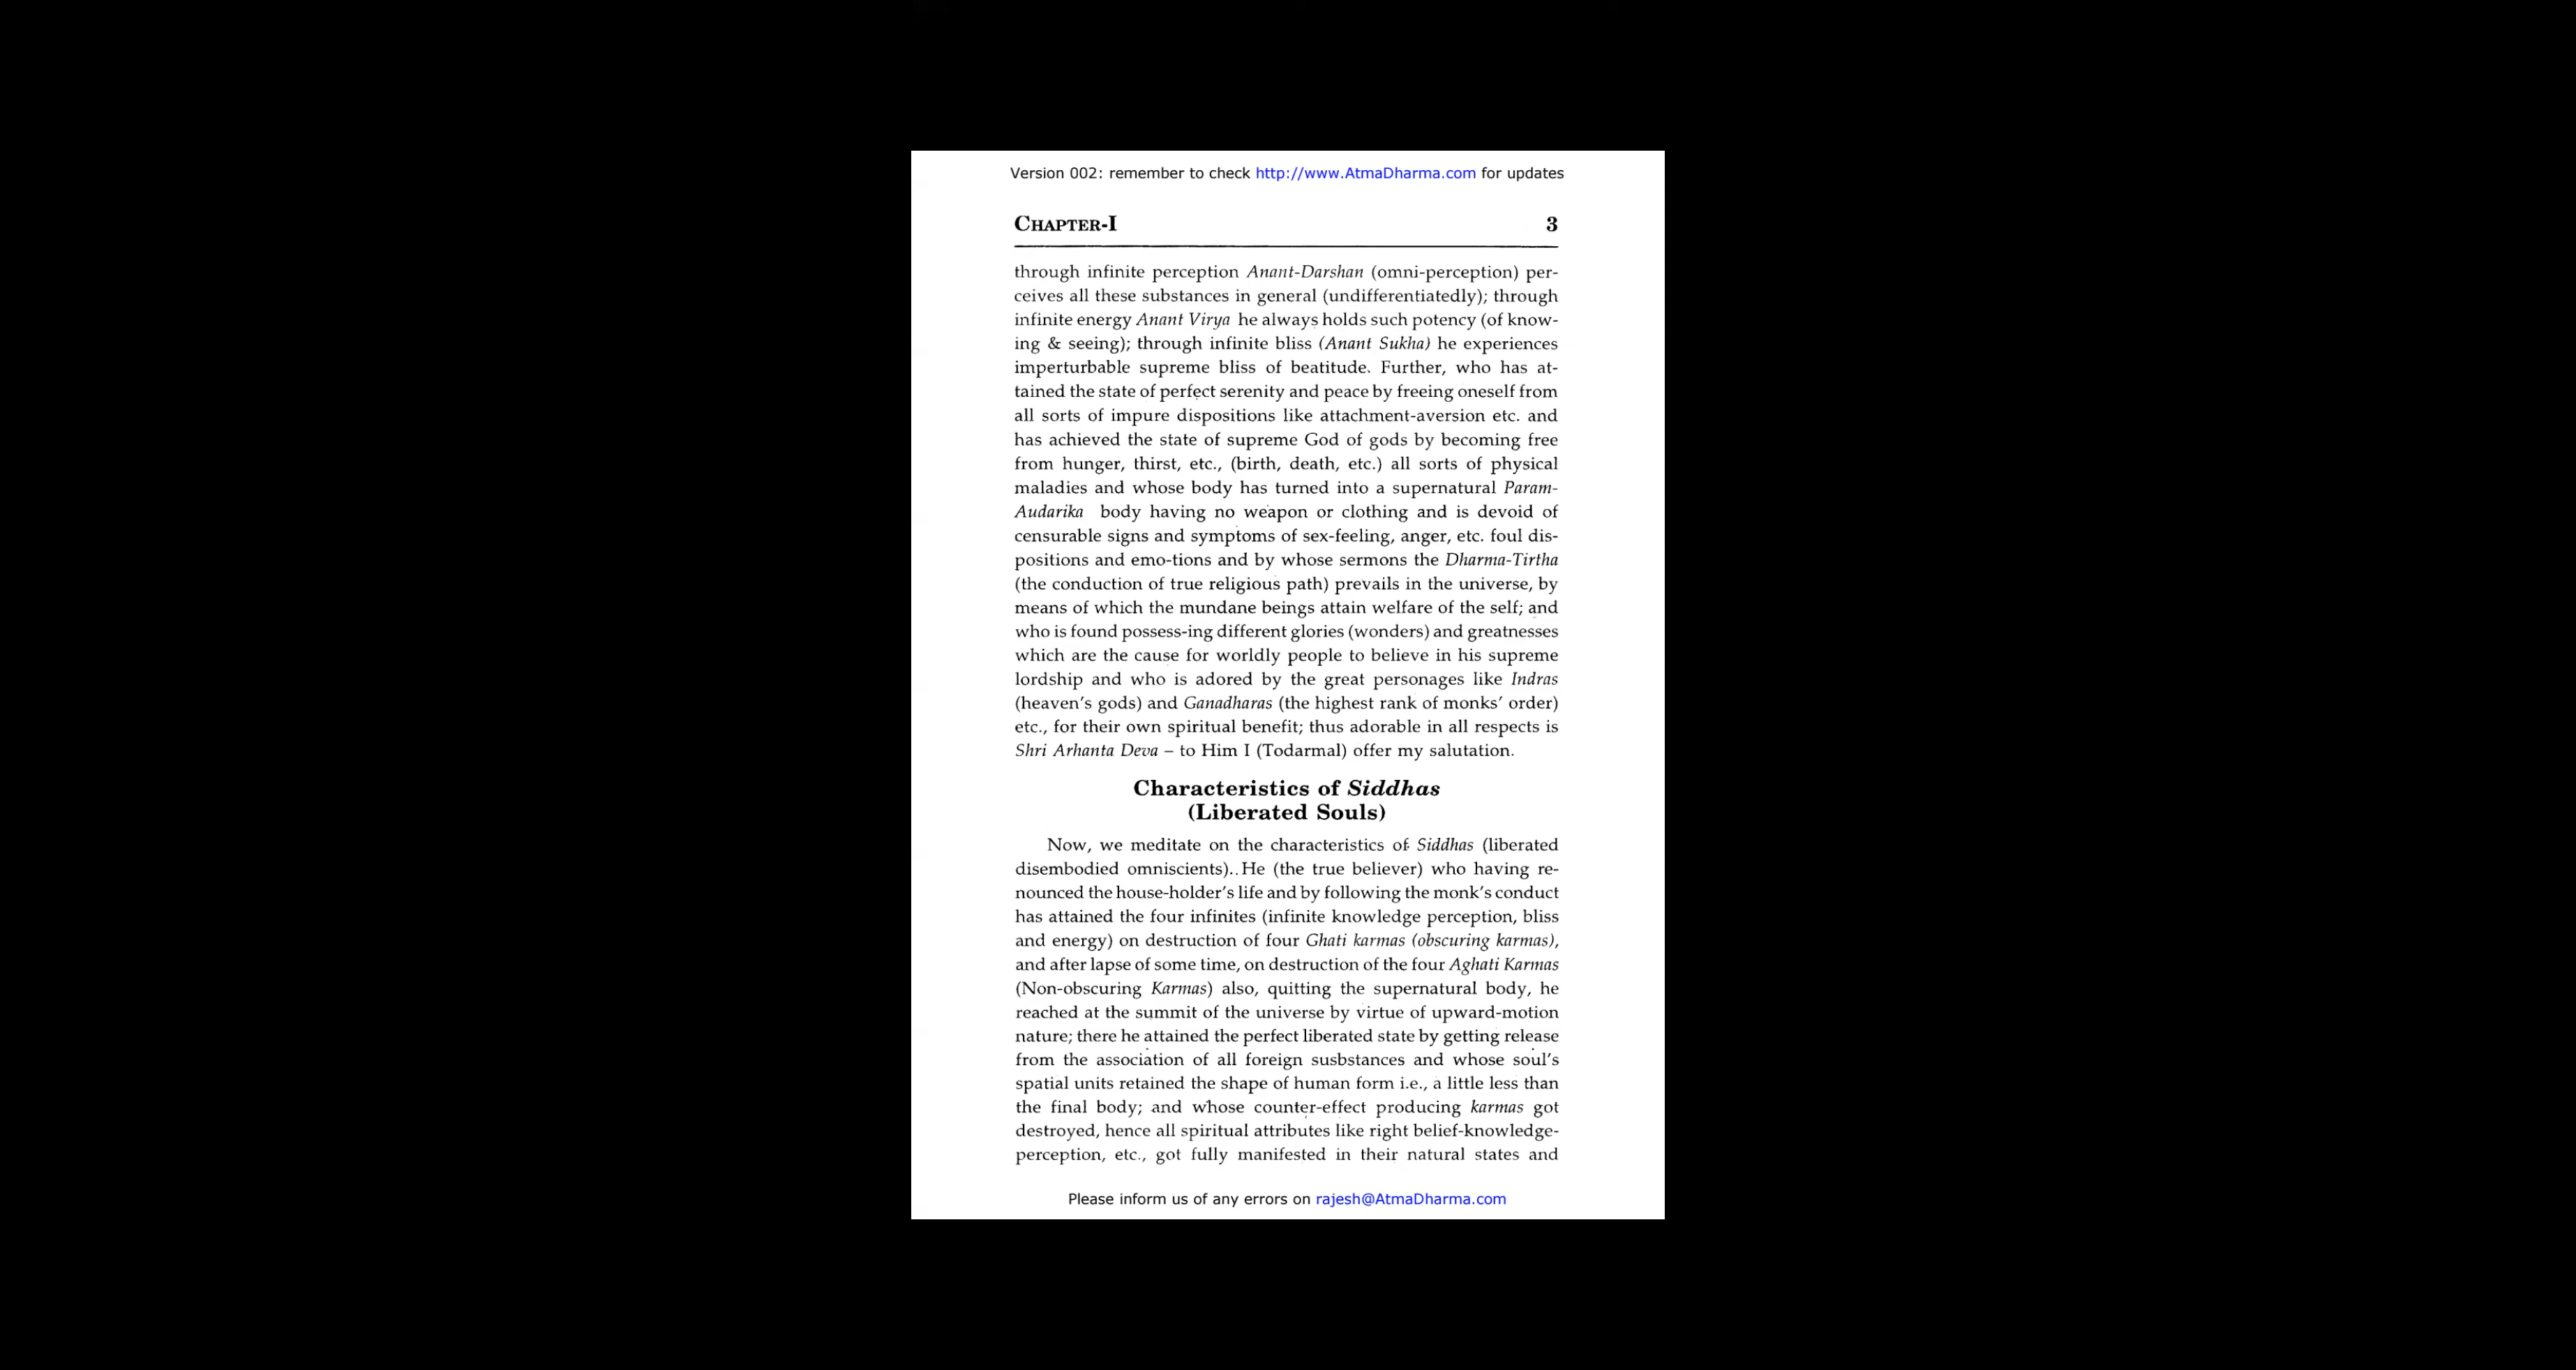 Version 002: remember to check http://www.AtmaDharma.com for updates
CHAPTER-I 3
through infinite perception Anant-Darshan (omni-perception) per-
ceives all these substances in general (undifferentiatedly); through
infinite energy Anant Virya he always holds such potency (of know-
ing & seeing); through infinite bliss (Anant Sukha) he experiences
imperturbable supreme bliss of beatitude. Further, who has at-
tained the state of perfect serenity and peace by freeing oneself from
all sorts of impure dispositions like attachment-aversion etc. and
has achieved the state of supreme God of gods by becoming free
from hunger, thirst, etc., (birth, death, etc.) all sorts of physical
maladies and whose body has turned into a supernatural Param-
Audarika body having no weapon or clothing and is devoid of
censurable signs and symptoms of sex-feeling, anger, etc. foul dis-
positions and emo-tions and by whose sermons the Dharma-Tirtha
(the conduction of true religious path) prevails in the universe, by
means of which the mundane beings attain welfare of the self; and
who is found possess-ing different glories (wonders) and greatnesses
which are the cause for worldly people to believe in his supreme
lordship and who is adored by the great personages like Indras
(heaven's gods) and Ganadharas (the highest rank of monks' order)
etc., for their own spiritual benefit; thus adorable in all respects is
Shri Arhanta Deva – to Him I (Todarmal) offer my salutation.
Characteristics of Siddhas
(Liberated Souls)
Now, we meditate on the characteristics of Siddhas (liberated
disembodied omniscients).. He (the true believer) who having re-
nounced the house-holder's life and by following the monk's conduct
has attained the four infinites (infinite knowledge perception, bliss
and energy) on destruction of four Ghati karmas (obscuring karmas),
and after lapse of some time, on destruction of the four Aghati Karmas
(Non-obscuring Karmas) also, quitting the supernatural body, he
reached at the summit of the universe by virtue of upward-motion
nature; there he attained the perfect liberated state by getting release
from the association of all foreign susbstances and whose soul's
spatial units retained the shape of human form i.e., a little less than
the final body; and whose counter-effect producing karmas got
destroyed, hence all spiritual attributes like right belief-knowledge-
perception, etc., got fully manifested in their natural states and
Please inform us of any errors on rajesh@AtmaDharma.com